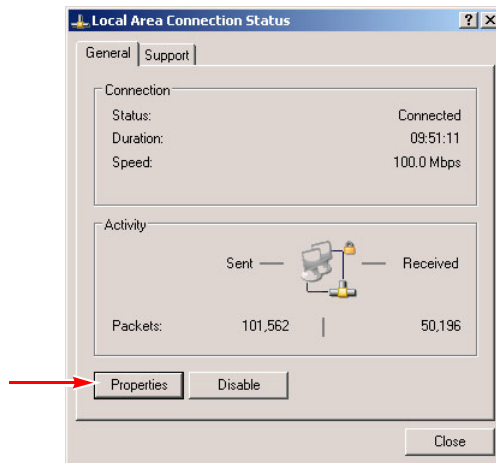 Local Area Connection Status
General Support
Connection
Status: Connected
Duration: 09:51:11
Speed: 100.0 Mbps
Activity
Sent Received
Packets: 101,562 50,196
Properties Disable
Close